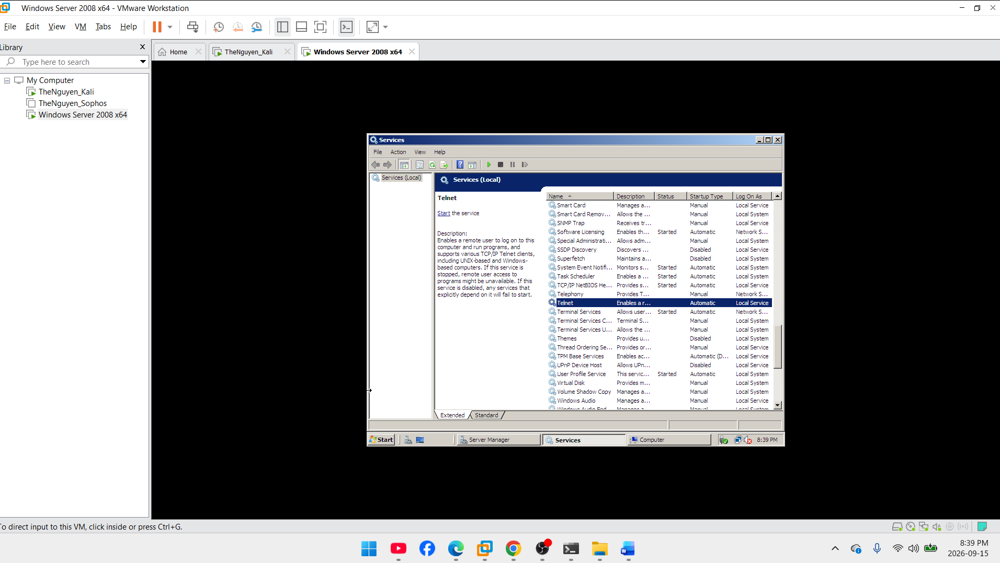 Windows Server 2008 x64 - VMware Workstation
File Edit View VM Tabs Help
Library
Type here to search
My Computer
TheNguyen_Kali
TheNguyen_Sophos
Windows Server 2008 x64
Home
TheNguyen_Kali
Windows Server 2008 x64
Services
File Action View Help
Services (Local)
Services (Local)
Telnet
Start the service
Description:
Enables a remote user to log on to this
computer and run programs, and
supports various TCP/IP Telnet clients,
including UNIX-based and Windows-
based computers. If this service is
stopped, remote user access to
programs might be unavailable. If this
service is disabled, any services that
explicitly depend on it will fail to start.
Name Description Status Startup Type Log On As
Smart Card Manages a... Manual Local Service
Smart Card Remov... Allows the ... Manual Local System
SNMP Trap Receives tr... Manual Local Service
Software Licensing Enables th... Started Automatic Network S...
Special Administrati... Allows adm... Manual Local System
SSDP Discovery Discovers ... Disabled Local Service
Superfetch Maintains a... Disabled Local System
System Event Notifi... Monitors s... Started Automatic Local System
Task Scheduler Enables a ... Started Automatic Local System
TCP/IP NetBIOS He... Provides s... Started Automatic Local Service
Telephony Provides T... Manual Network S...
Telnet Enables a r... Automatic Local Service
Terminal Services Allows user... Started Automatic Network S...
Terminal Services C... Terminal S... Manual Local System
Terminal Services U... Allows the ... Manual Local System
Themes Provides u... Disabled Local System
Thread Ordering Se... Provides or... Manual Local Service
TPM Base Services Enables ac... Automatic (D... Local Service
UPnP Device Host Allows UPn... Disabled Local Service
User Profile Service This servic... Started Automatic Local System
Virtual Disk Provides m... Manual Local System
Volume Shadow Copy Manages a... Manual Local System
Windows Audio Manages a... Manual Local Service
Windows Audio End... Manages a... Manual Local System
Extended Standard
Start Server Manager Services Computer 8:39 PM
To direct input to this VM, click inside or press Ctrl+G.
8:39 PM
2026-09-15